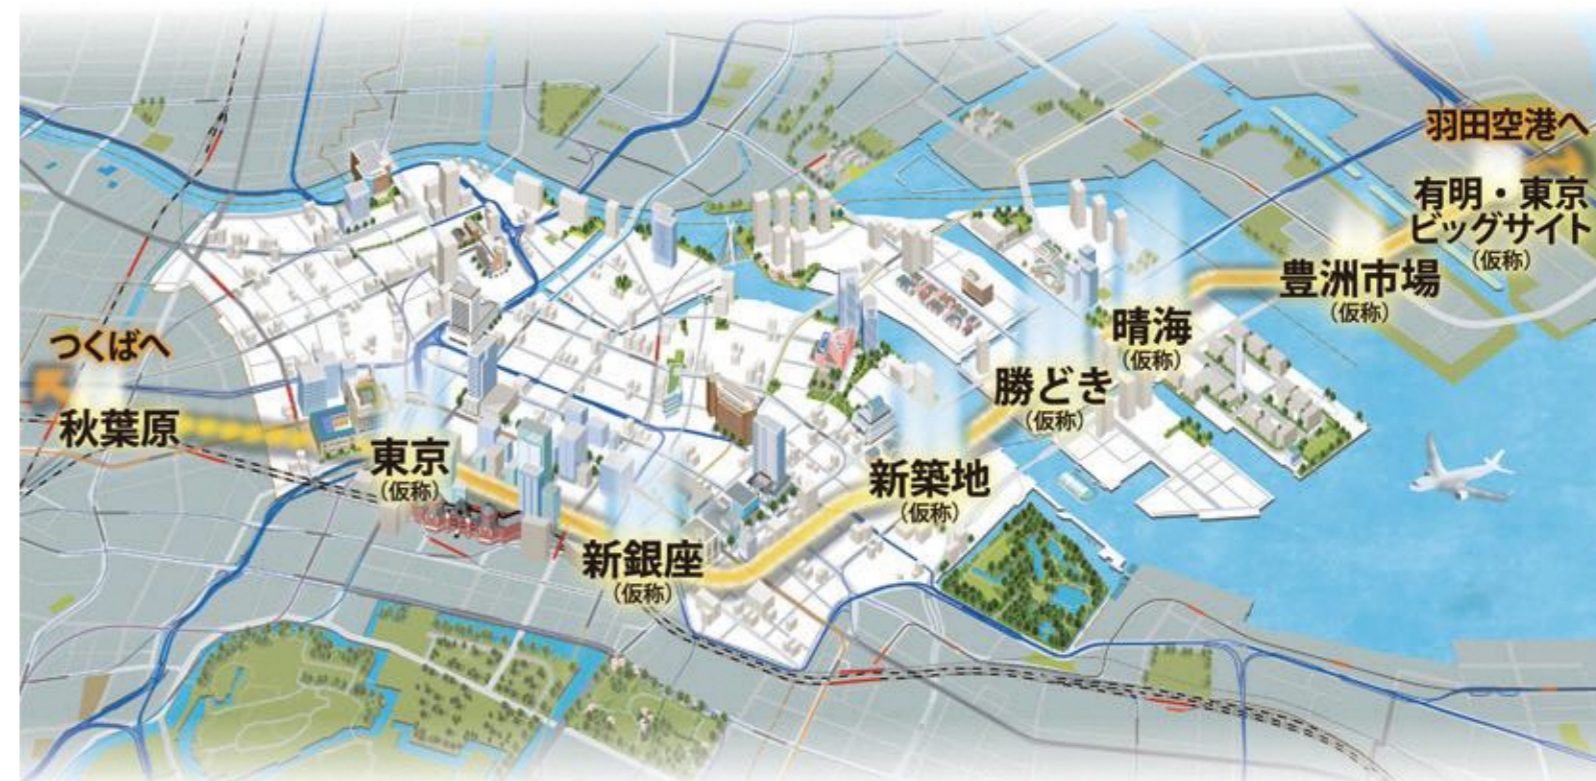 つくばへ
秋葉原
東京
（仮称）
新銀座
（仮称）
新築地
（仮称）
勝どき
（仮称）
晴海
（仮称）
豊洲市場
（仮称）
有明・東京
ビッグサイト
（仮称）
羽田空港へ